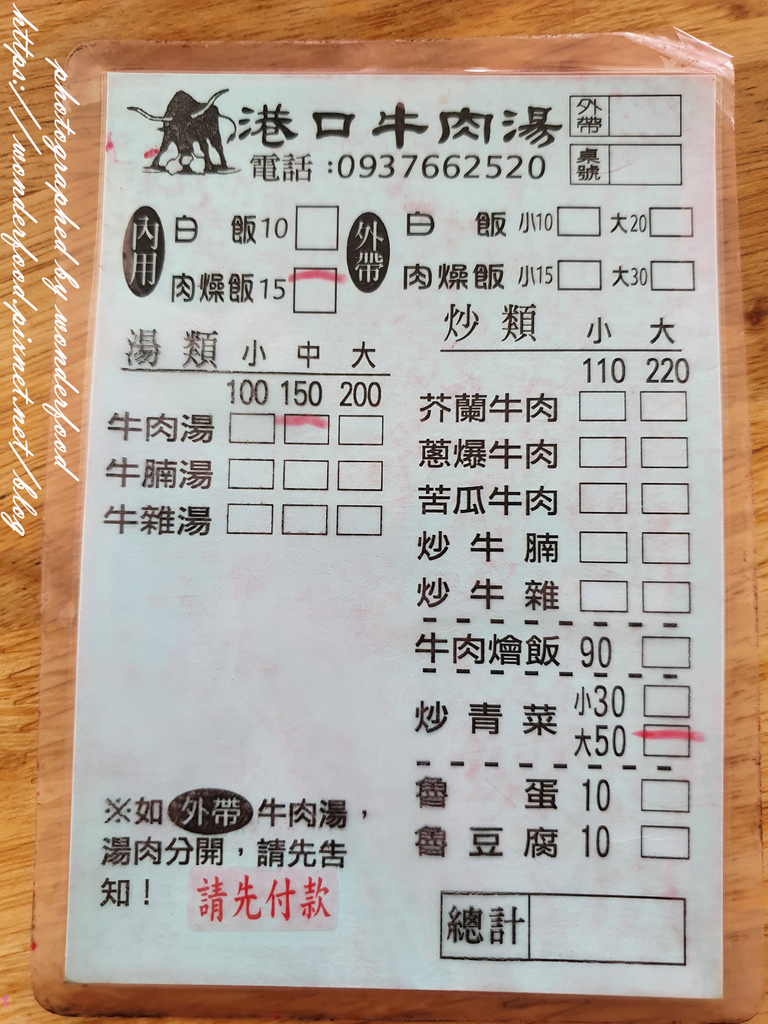 港口牛肉湯
電話:0937662520
外帶
桌號
內用
白 飯10
肉燥飯15
外帶
白 飯 小10 大20
肉燥飯 小15 大30
湯類 小 中 大
100 150 200
牛肉湯
牛腩湯
牛雜湯
炒類 小 大
110 220
芥蘭牛肉
蔥爆牛肉
苦瓜牛肉
炒牛腩
炒牛雜
牛肉燴飯 90
炒青菜 小30
大50
魯 蛋 10
魯豆腐 10
※如外帶牛肉湯,
湯肉分開,請先告
知!
請先付款
總計
photographed by wonderfood
https://wonderfood.pixnet.net/blog